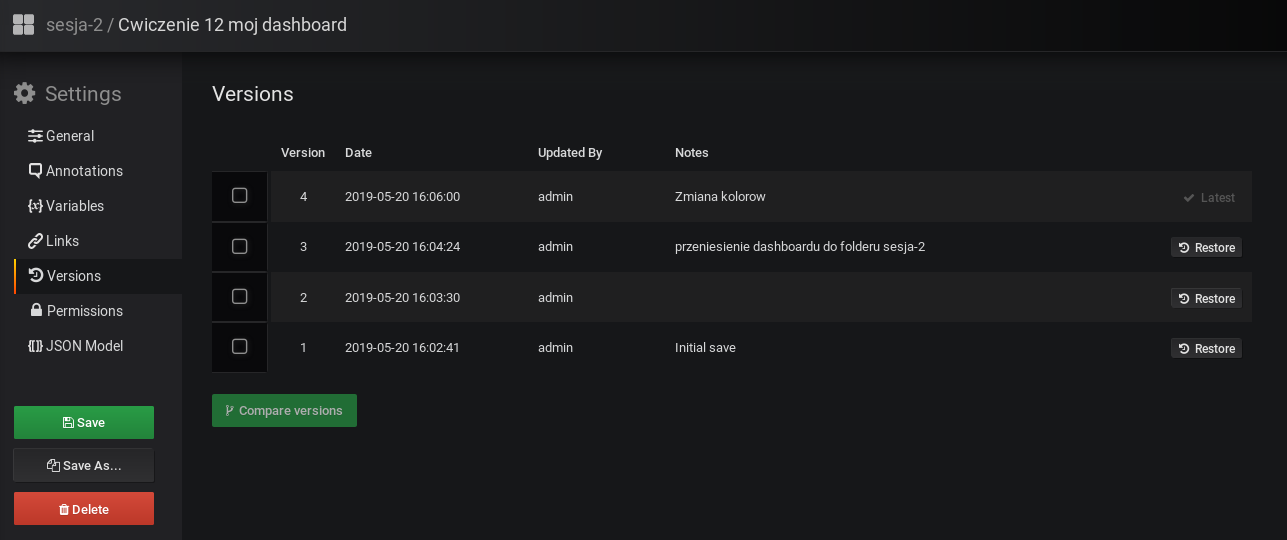 sesja-2 / Cwiczenie 12 moj dashboard
Settings
General
Annotations
Variables
Links
Versions
Permissions
JSON Model
Save
Save As...
Delete
Versions
Version Date Updated By Notes
4 2019-05-20 16:06:00 admin Zmiana kolorow Latest
3 2019-05-20 16:04:24 admin przeniesienie dashboardu do folderu sesja-2 Restore
2 2019-05-20 16:03:30 admin Restore
1 2019-05-20 16:02:41 admin Initial save Restore
Compare versions